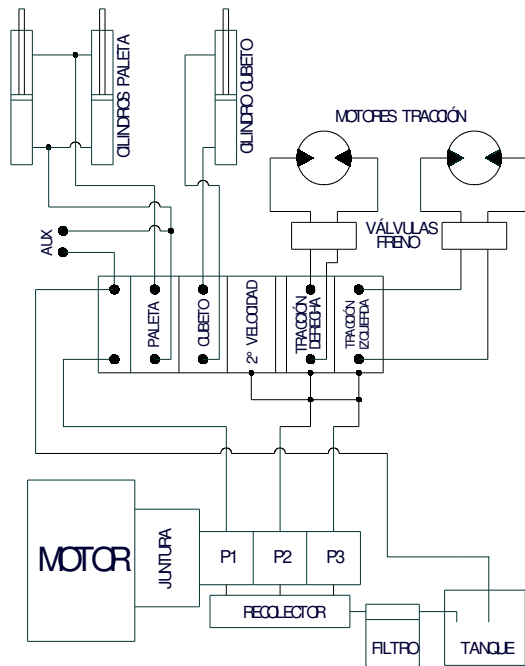 CILINDROS PALETA
CILINDRO CUBETO
MOTORES TRACCIÓN
VÁLVULAS
FRENO
AUX
PALETA
CUBETO
2º VELOCIDAD
TRACCIÓN
DERECHA
TRACCIÓN
IZQUIERDA
MOTOR
JUNTURA
P1
P2
P3
RECOLECTOR
FILTRO
TANQUE